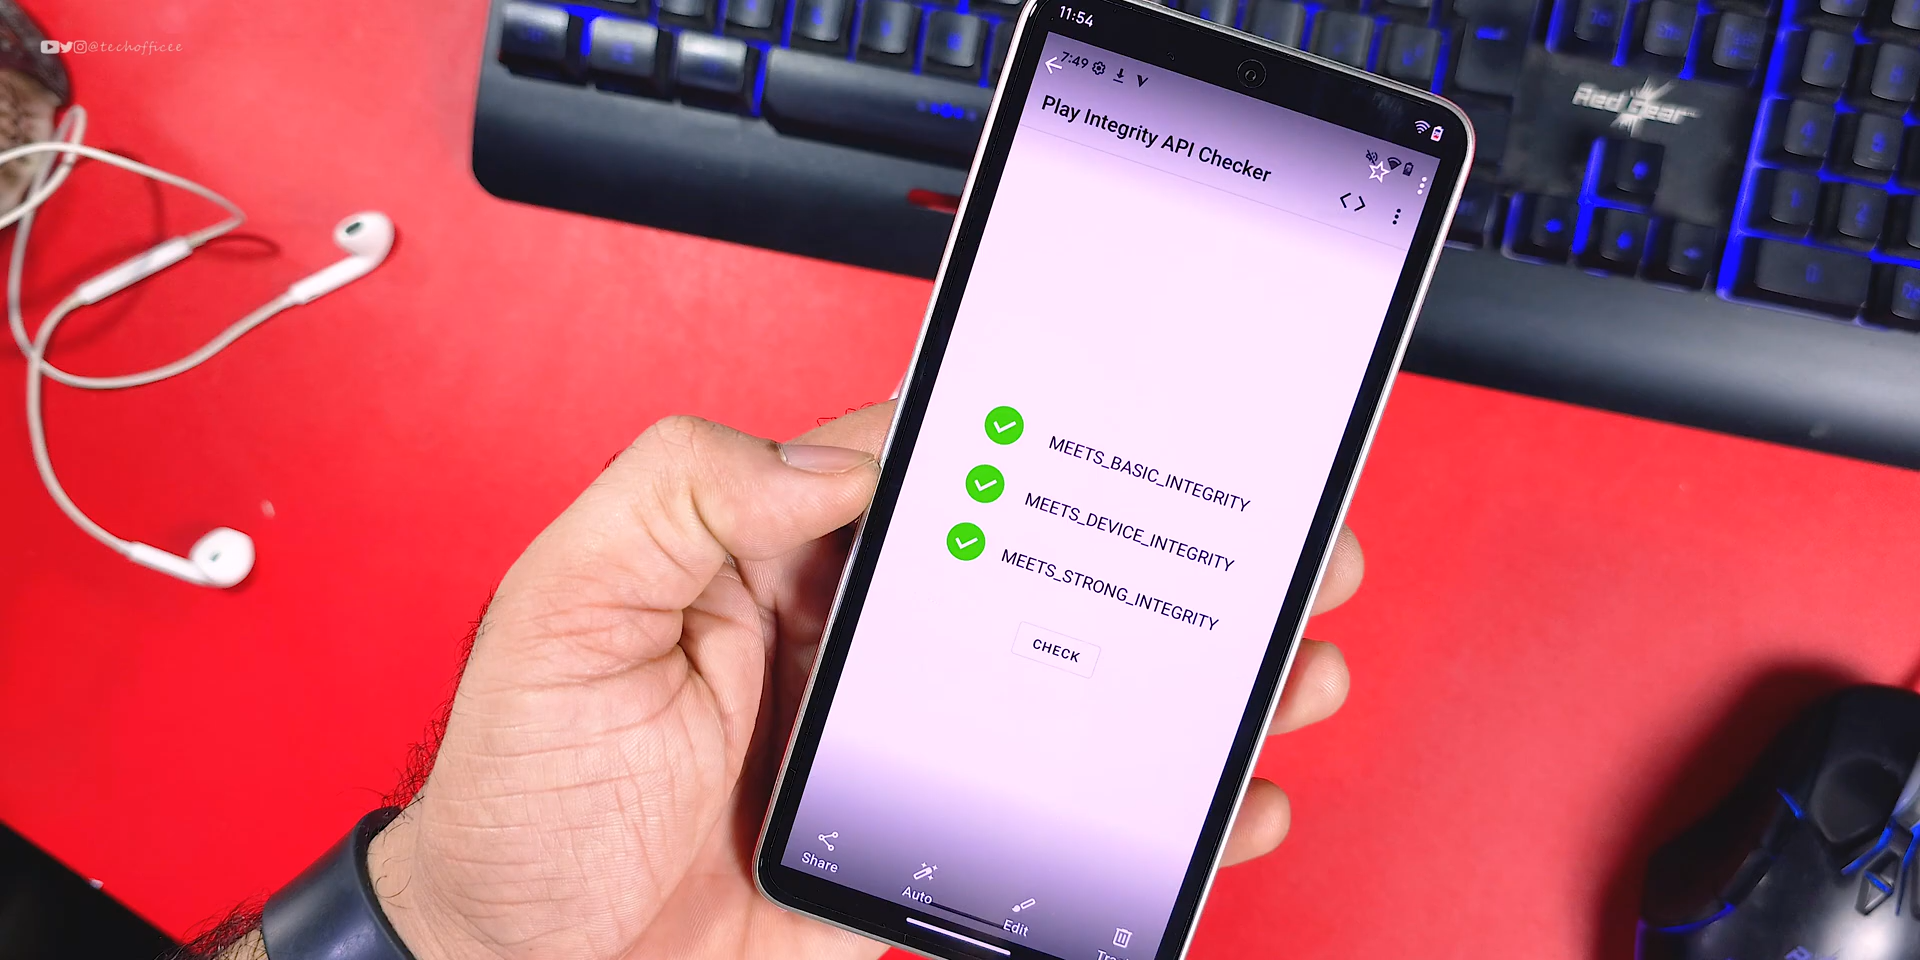 @techofficee
11:54
7:49
Play Integrity API Checker
MEETS_BASIC_INTEGRITY
MEETS_DEVICE_INTEGRITY
MEETS_STRONG_INTEGRITY
CHECK
Share
Auto
Edit
Red Gear